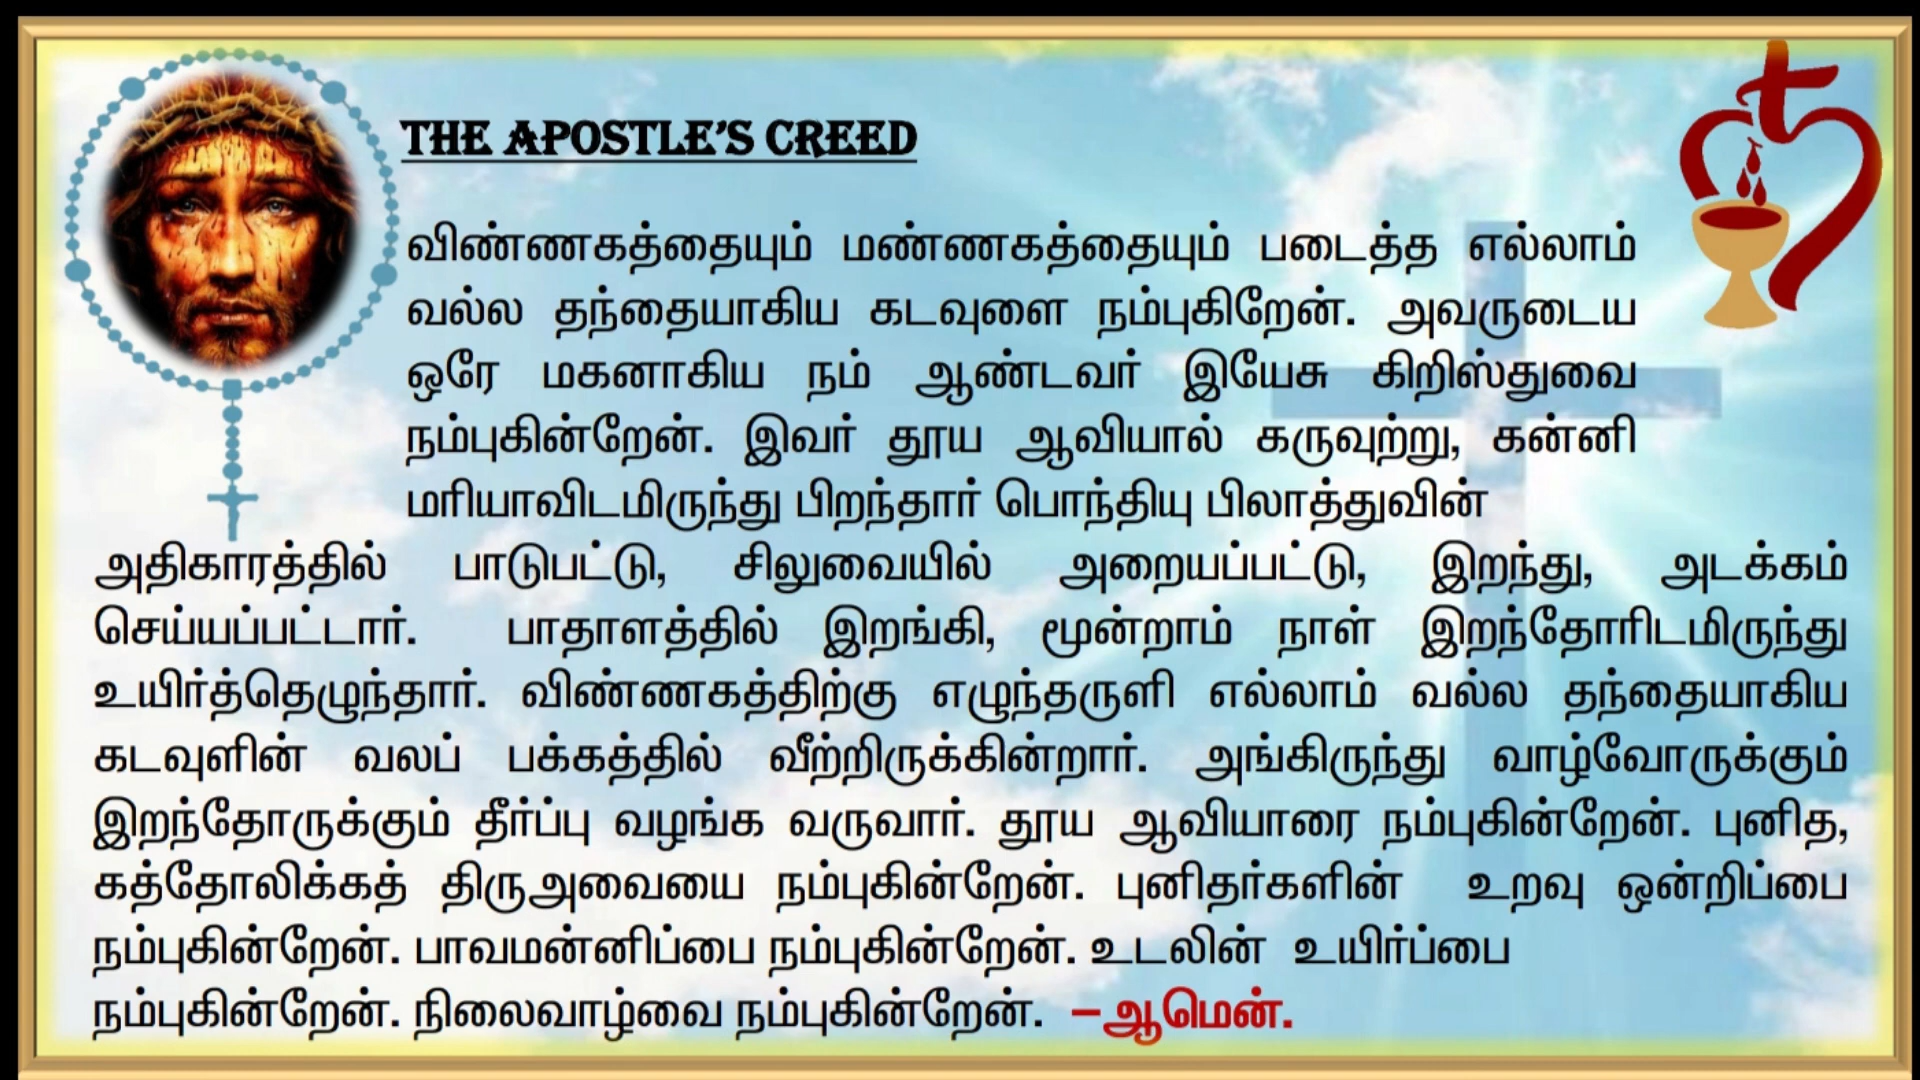 THE APOSTLE’S CREED
விண்ணகத்தையும் மண்ணகத்தையும் படைத்த எல்லாம்
வல்ல தந்தையாகிய கடவுளை நம்புகிறேன். அவருடைய
ஒரே மகனாகிய நம் ஆண்டவர் இயேசு கிறிஸ்துவை
நம்புகின்றேன். இவர் தூய ஆவியால் கருவுற்று, கன்னி
மரியாவிடமிருந்து பிறந்தார் பொந்தியு பிலாத்துவின்
அதிகாரத்தில் பாடுபட்டு, சிலுவையில் அறையப்பட்டு, இறந்து, அடக்கம்
செய்யப்பட்டார். பாதாளத்தில் இறங்கி, மூன்றாம் நாள் இறந்தோரிடமிருந்து
உயிர்த்தெழுந்தார். விண்ணகத்திற்கு எழுந்தருளி எல்லாம் வல்ல தந்தையாகிய
கடவுளின் வலப் பக்கத்தில் வீற்றிருக்கின்றார். அங்கிருந்து வாழ்வோருக்கும்
இறந்தோருக்கும் தீர்ப்பு வழங்க வருவார். தூய ஆவியாரை நம்புகின்றேன். புனித,
கத்தோலிக்கத் திருஅவையை நம்புகின்றேன். புனிதர்களின் உறவு ஒன்றிப்பை
நம்புகின்றேன். பாவமன்னிப்பை நம்புகின்றேன். உடலின் உயிர்ப்பை
நம்புகின்றேன். நிலைவாழ்வை நம்புகின்றேன். –ஆமென்.